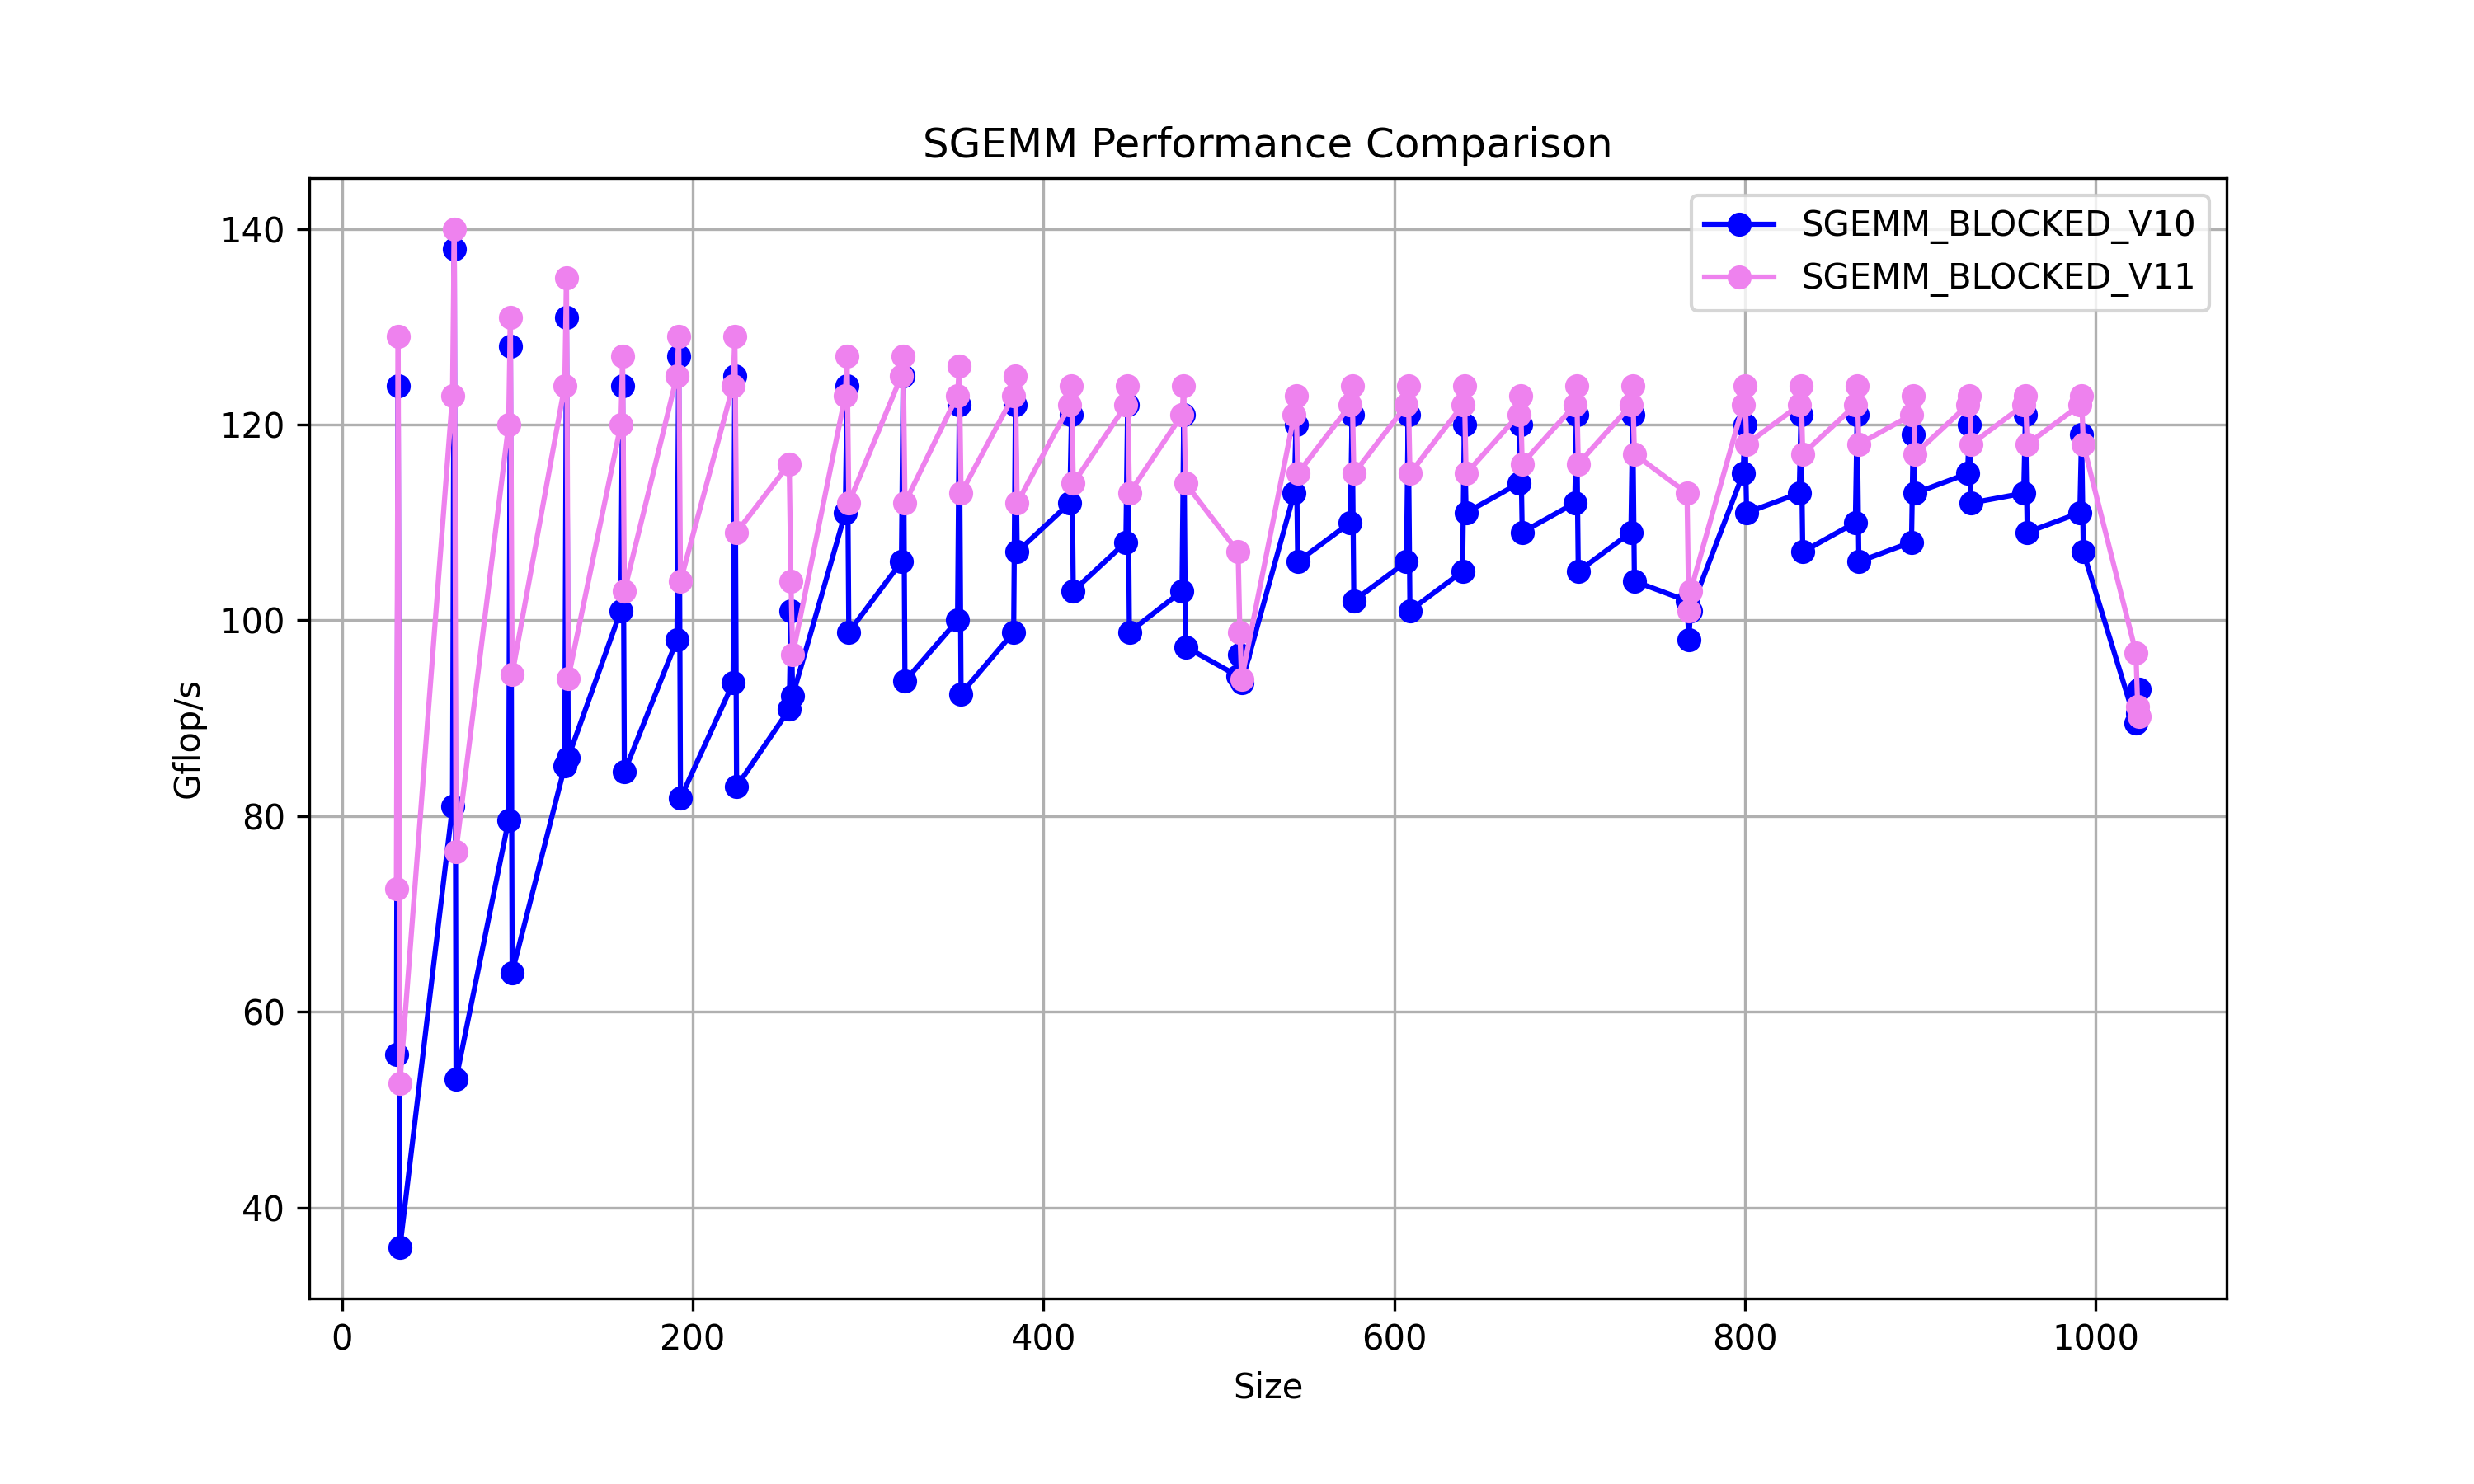 SGEMM Performance Comparison
SGEMM_BLOCKED_V10
SGEMM_BLOCKED_V11
Gflop/s
140
120
100
80
60
40
0 200 400 600 800 1000
Size